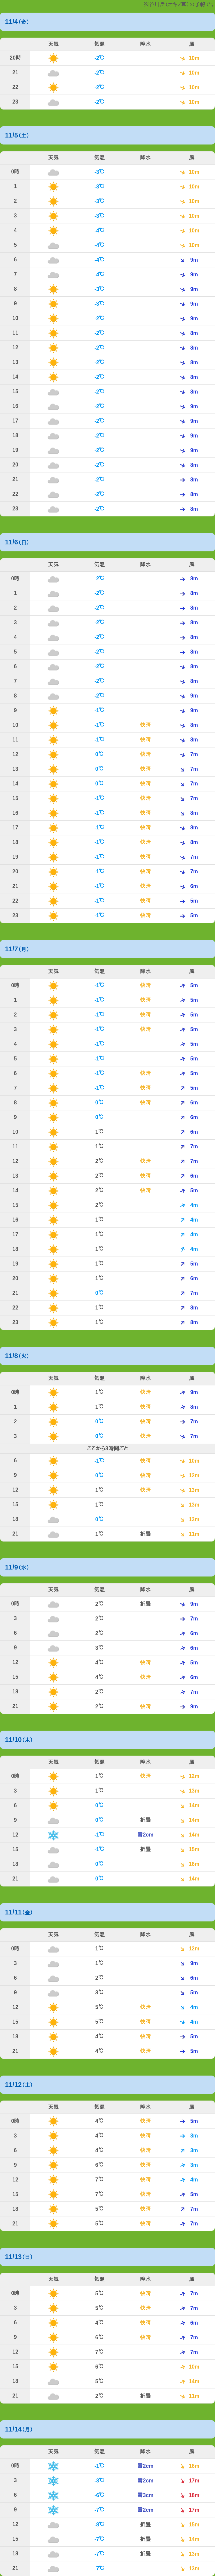 11/4(金)
天気 気温 降水 風
20時 -2℃ 10m
21 -2℃ 10m
22 -2℃ 10m
23 -2℃ 10m
11/5(土)
天気 気温 降水 風
0時 -3℃ 10m
1 -3℃ 10m
2 -3℃ 10m
3 -3℃ 10m
4 -4℃ 10m
5 -4℃ 10m
6 -4℃ 9m
7 -4℃ 9m
8 -3℃ 9m
9 -3℃ 9m
10 -2℃ 9m
11 -2℃ 8m
12 -2℃ 8m
13 -2℃ 8m
14 -2℃ 8m
15 -2℃ 8m
16 -2℃ 9m
17 -2℃ 9m
18 -2℃ 9m
19 -2℃ 9m
20 -2℃ 8m
21 -2℃ 8m
22 -2℃ 8m
23 -2℃ 8m
11/6(日)
天気 気温 降水 風
0時 -2℃ 8m
1 -2℃ 8m
2 -2℃ 8m
3 -2℃ 8m
4 -2℃ 8m
5 -2℃ 8m
6 -2℃ 8m
7 -2℃ 8m
8 -2℃ 9m
9 -1℃ 9m
10 -1℃ 快晴 8m
11 -1℃ 快晴 8m
12 0℃ 快晴 7m
13 0℃ 快晴 7m
14 0℃ 快晴 7m
15 -1℃ 快晴 7m
16 -1℃ 快晴 8m
17 -1℃ 快晴 8m
18 -1℃ 快晴 8m
19 -1℃ 快晴 7m
20 -1℃ 快晴 7m
21 -1℃ 快晴 6m
22 -1℃ 快晴 5m
23 -1℃ 快晴 5m
11/7(月)
天気 気温 降水 風
0時 -1℃ 快晴 5m
1 -1℃ 快晴 5m
2 -1℃ 快晴 5m
3 -1℃ 快晴 5m
4 -1℃ 5m
5 -1℃ 5m
6 -1℃ 快晴 5m
7 -1℃ 快晴 5m
8 0℃ 快晴 6m
9 0℃ 6m
10 1℃ 6m
11 1℃ 7m
12 2℃ 快晴 7m
13 2℃ 快晴 6m
14 2℃ 快晴 5m
15 2℃ 4m
16 1℃ 4m
17 1℃ 4m
18 1℃ 4m
19 1℃ 5m
20 1℃ 6m
21 0℃ 7m
22 1℃ 8m
23 1℃ 8m
11/8(火)
天気 気温 降水 風
0時 1℃ 快晴 9m
1 1℃ 快晴 8m
2 0℃ 快晴 7m
3 0℃ 快晴 7m
ここから3時間ごと
6 -1℃ 快晴 10m
9 0℃ 快晴 12m
12 1℃ 快晴 13m
15 1℃ 13m
18 0℃ 13m
21 1℃ 折曇 11m
11/9(水)
天気 気温 降水 風
0時 2℃ 折曇 9m
3 2℃ 7m
6 2℃ 6m
9 3℃ 6m
12 4℃ 快晴 5m
15 4℃ 快晴 6m
18 2℃ 7m
21 2℃ 快晴 9m
11/10(木)
天気 気温 降水 風
0時 1℃ 快晴 12m
3 1℃ 13m
6 0℃ 14m
9 0℃ 折曇 14m
12 -1℃ 雪2cm 14m
15 -1℃ 折曇 15m
18 0℃ 16m
21 0℃ 14m
11/11(金)
天気 気温 降水 風
0時 1℃ 12m
3 1℃ 9m
6 2℃ 6m
9 3℃ 5m
12 5℃ 快晴 4m
15 5℃ 快晴 4m
18 4℃ 快晴 5m
21 4℃ 快晴 5m
11/12(土)
天気 気温 降水 風
0時 4℃ 快晴 5m
3 4℃ 快晴 3m
6 4℃ 快晴 3m
9 6℃ 快晴 3m
12 7℃ 快晴 4m
15 7℃ 快晴 5m
18 5℃ 快晴 7m
21 5℃ 快晴 7m
11/13(日)
天気 気温 降水 風
0時 5℃ 快晴 7m
3 5℃ 快晴 7m
6 4℃ 快晴 6m
9 6℃ 快晴 7m
12 7℃ 7m
15 6℃ 10m
18 5℃ 14m
21 2℃ 折曇 11m
11/14(月)
天気 気温 降水 風
0時 -1℃ 雪2cm 16m
3 -3℃ 雪2cm 17m
6 -6℃ 雪3cm 18m
9 -7℃ 雪2cm 17m
12 -8℃ 折曇 15m
15 -7℃ 折曇 14m
18 -7℃ 折曇 13m
21 -7℃ 13m